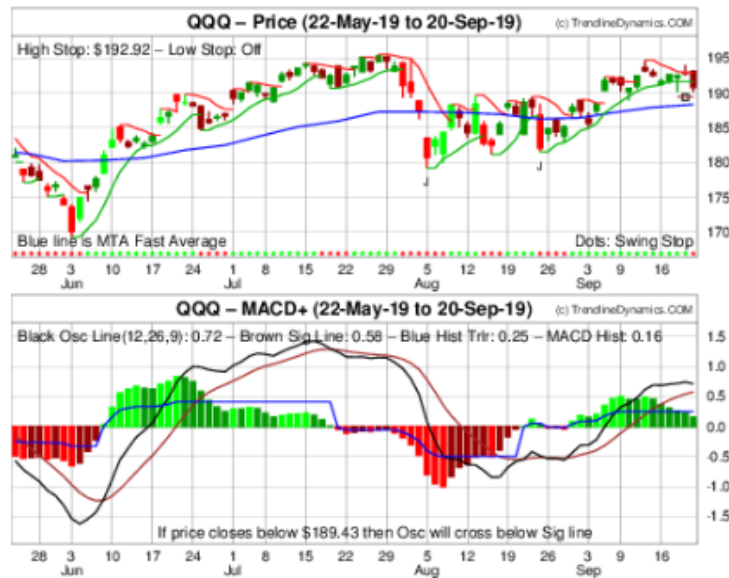 QQQ – Price (22-May-19 to 20-Sep-19) (c) TrendlineDynamics.COM
High Stop: $192.92 – Low Stop: Off
195
190
185
180
175
170
J
J
Blue line is MTA Fast Average
Dots: Swing Stop
28 3 10 17 24 1 8 15 22 29 5 12 19 26 9 16
Jun Jul Aug Sep
QQQ – MACD+ (22-May-19 to 20-Sep-19) (c) TrendlineDynamics.COM
Black Osc Line(12,26,9): 0.72 – Brown Sig Line: 0.58 – Blue Hist Trlr: 0.25 – MACD Hist: 0.16
1.5
1.0
0.5
0.0
-0.5
-1.0
-1.5
If price closes below $189.43 then Osc will cross below Sig line
28 3 10 17 24 1 8 15 22 29 5 12 19 26 9 16
Jun Jul Aug Sep